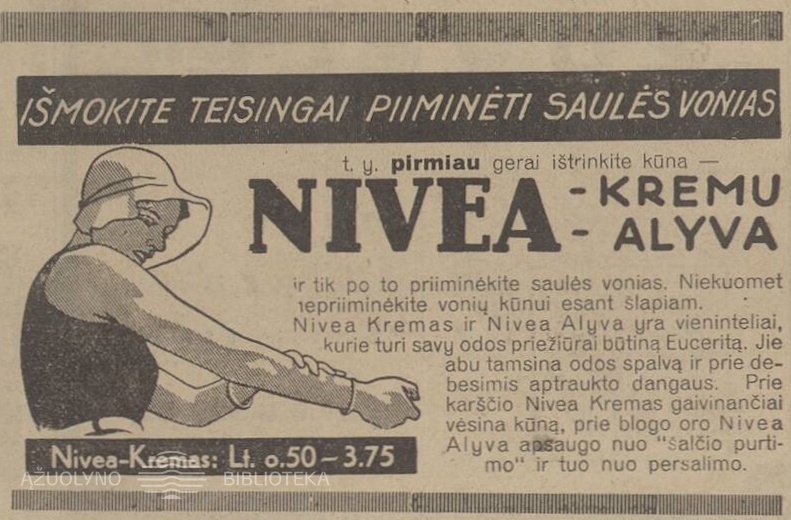 IŠMOKITE TEISINGAI PIIMINĖTI SAULĖS VONIAS
t. y. pirmiau gerai ištrinkite kūna —
NIVEA - KREMU
- ALYVA
ir tik po to priiminėkite saulės vonias. Niekuomet
nepriiminėkite vonių kūnui esant šlapiam.
Nivea Kremas ir Nivea Alyva yra vieninteliai,
kurie turi savy odos priežiūrai būtiną Euceritą. Jie
abu tamsina odos spalvą ir prie de-
besimis aptraukto dangaus. Prie
karščio Nivea Kremas gaivinančiai
vėsina kūną, prie blogo oro Nivea
Alyva apsaugo nuo "šalčio purti-
mo" ir tuo nuo persalimo.
Nivea-Kremas: Lt. o.50 – 3.75
ĄŽUOLYNO BIBLIOTEKA